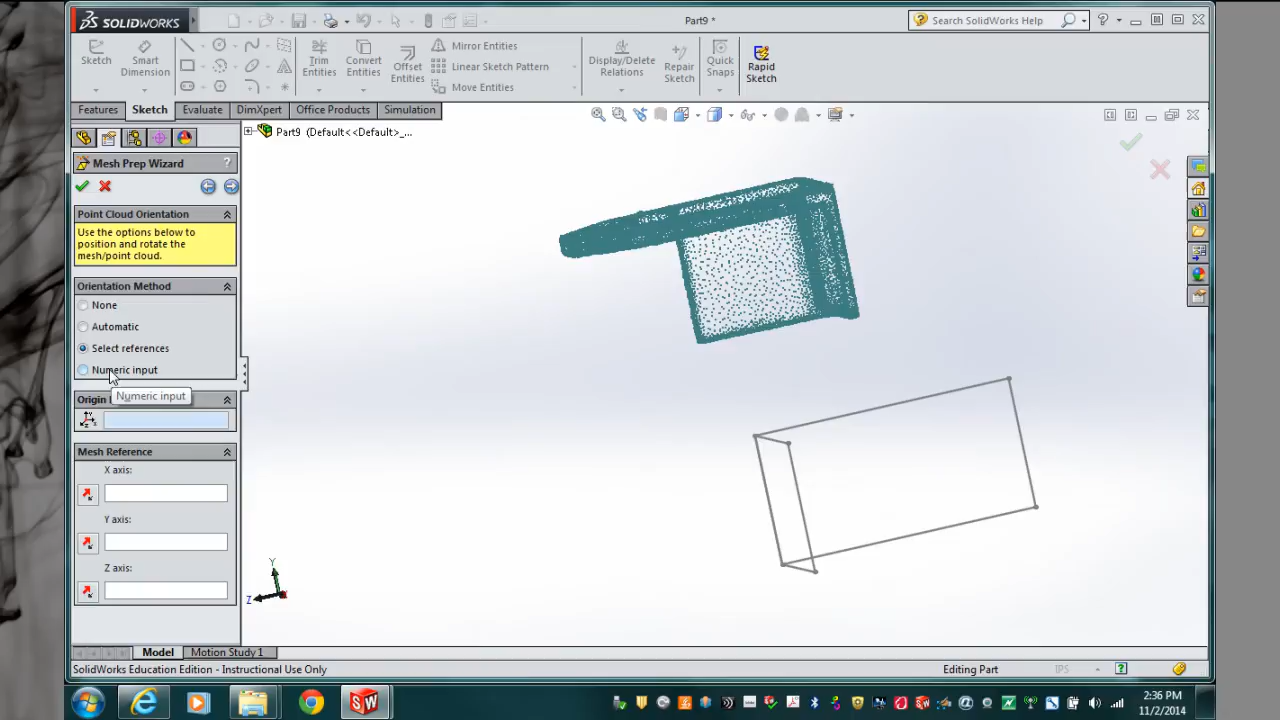 SOLIDWORKS
Part9 *
Search SolidWorks Help
Sketch
Smart
Dimension
Trim
Entities
Convert
Entities
Offset
Entities
Mirror Entities
Linear Sketch Pattern
Move Entities
Display/Delete
Relations
Repair
Sketch
Quick
Snaps
Rapid
Sketch
Features
Sketch
Evaluate
DimXpert
Office Products
Simulation
Part9 (Default<<Default>_...
Mesh Prep Wizard
?
Point Cloud Orientation
Use the options below to
position and rotate the
mesh/point cloud.
Orientation Method
None
Automatic
Select references
Numeric input
Numeric input
Origin
Mesh Reference
X axis:
Y axis:
Z axis:
Y
Z
Model
Motion Study 1
SolidWorks Education Edition - Instructional Use Only
Editing Part
IPS
?
2:36 PM
11/2/2014